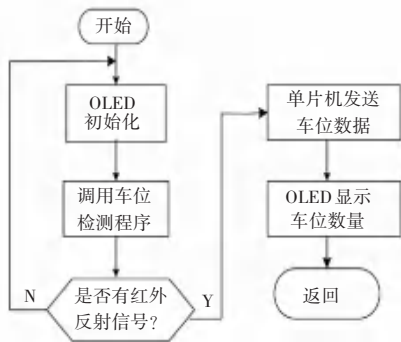 开始
OLED
初始化
调用车位
检测程序
N
是否有红外
反射信号?
Y
单片机发送
车位数据
OLED 显示
车位数量
返回